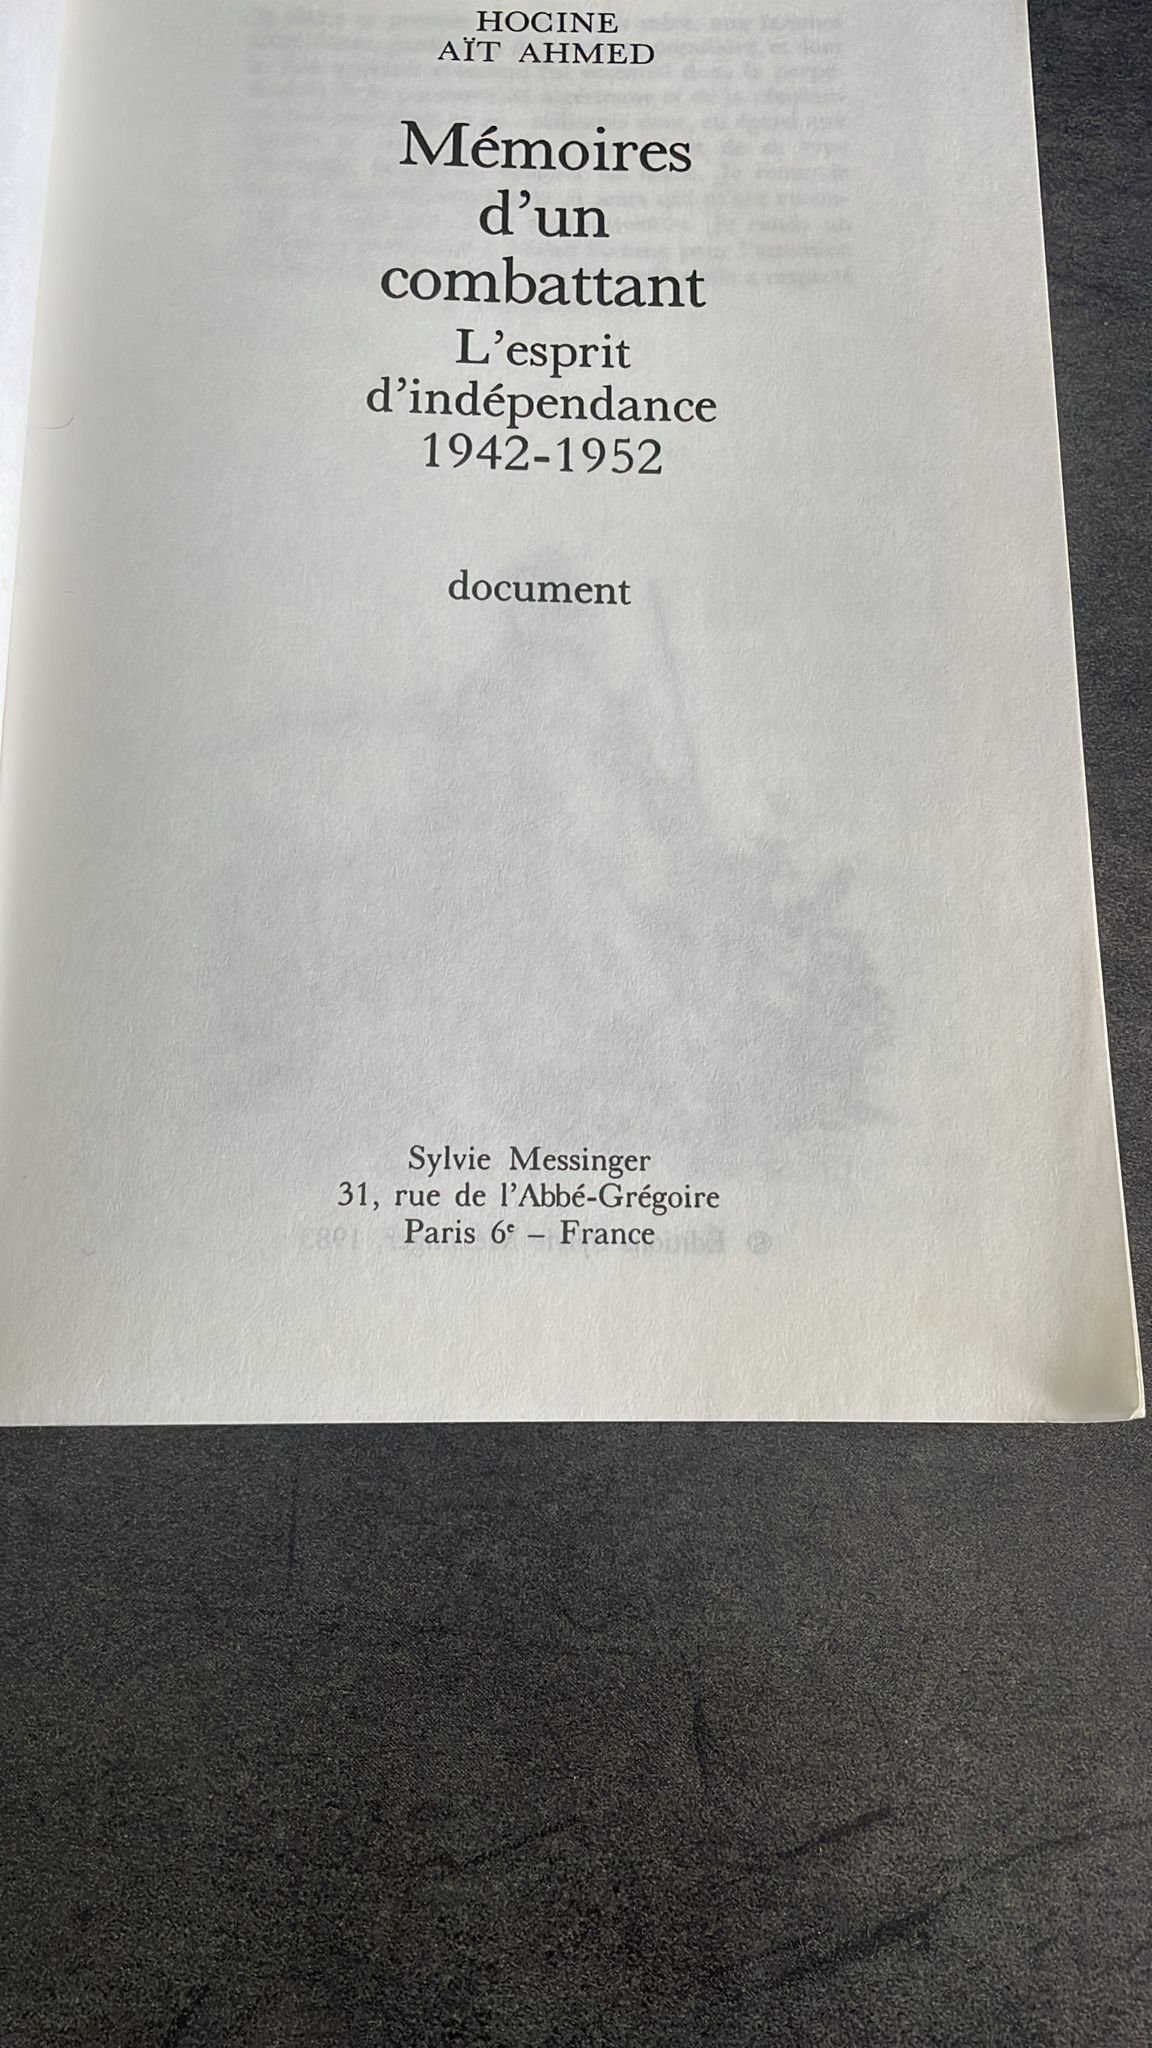 HOCINE
AÏT AHMED
Mémoires
d’un
combattant
L’esprit
d’indépendance
1942-1952
document
Sylvie Messinger
31, rue de l’Abbé-Grégoire
Paris 6ᵉ – France